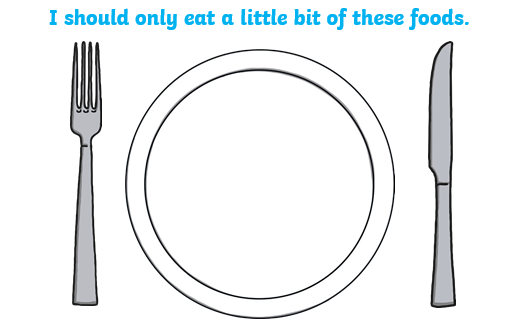 I should only eat a little bit of these foods.